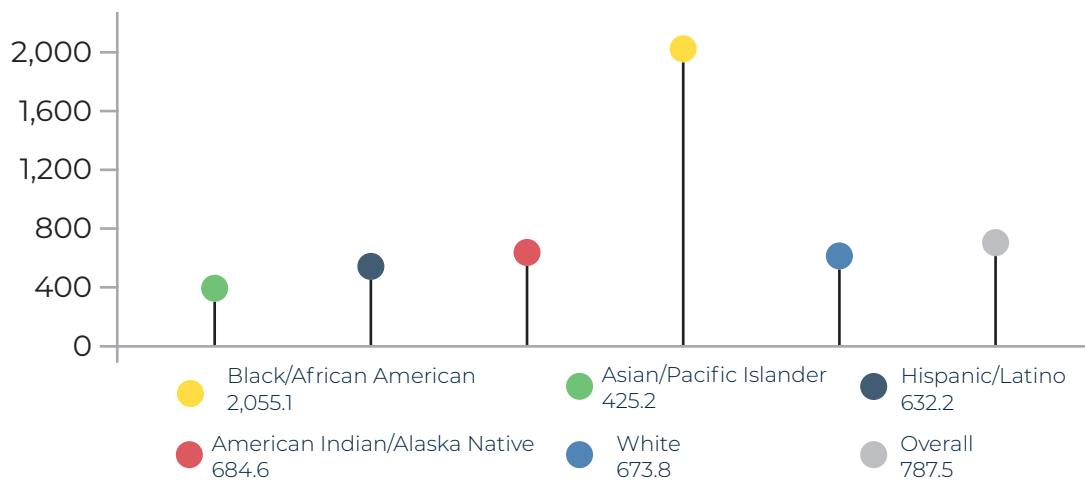 2,000
1,600
1,200
800
400
0
Black/African American
2,055.1
Asian/Pacific Islander
425.2
Hispanic/Latino
632.2
American Indian/Alaska Native
684.6
White
673.8
Overall
787.5